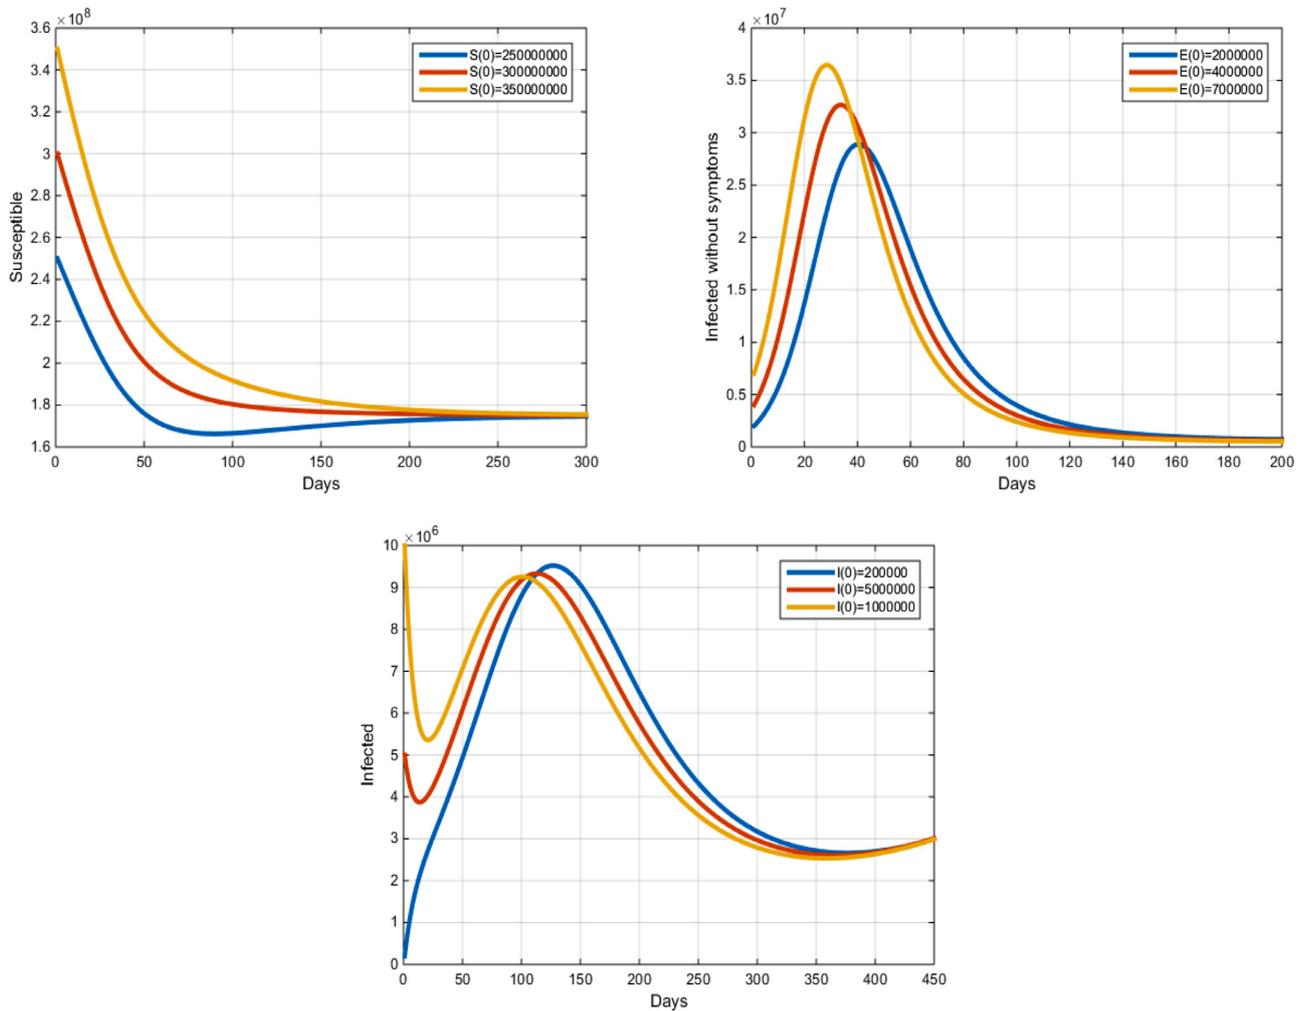 ×10^8
3.6
3.4
3.2
3
2.8
2.6
2.4
2.2
2
1.8
1.6
Susceptible
S(0)=250000000
S(0)=300000000
S(0)=350000000
0 50 100 150 200 250 300
Days
×10^7
4
3.5
3
2.5
2
1.5
1
0.5
0
Infected without symptoms
E(0)=2000000
E(0)=4000000
E(0)=7000000
0 20 40 60 80 100 120 140 160 180 200
Days
×10^6
10
9
8
7
6
5
4
3
2
1
0
Infected
I(0)=200000
I(0)=5000000
I(0)=1000000
0 50 100 150 200 250 300 350 400 450
Days